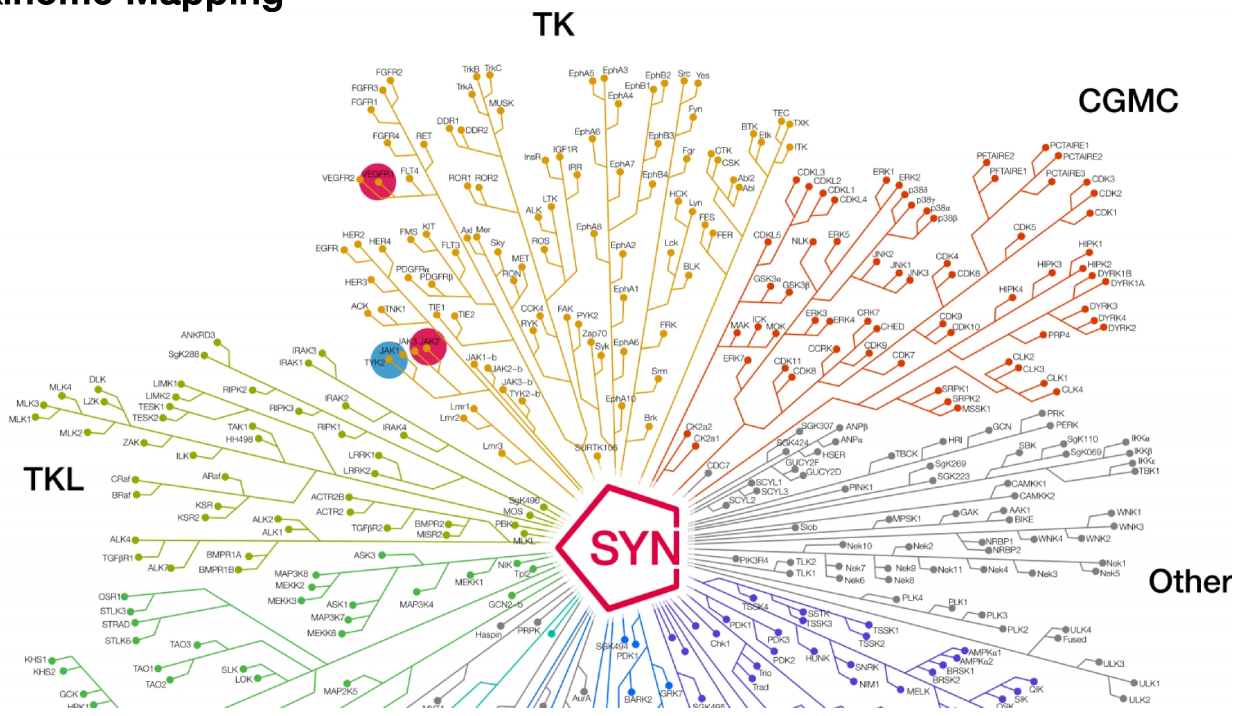 TK
CGMC
TKL
Other
SYN
FGFR2
FGFR3
FGFR1
FGFR4
RET
VEGFR2
VEGFR1
FLT4
TrkB
TrkC
TrkA
MUSK
DDR1
DDR2
ROR1
ROR2
InsR
IGF1R
IRR
LTK
ALK
ROS
EphA5
EphA3
EphA4
EphB1
EphB2
EphA6
EphB3
EphA7
EphB4
EphA8
EphA2
EphA1
EphA6
EphA10
Src
Yes
Fyn
Fgr
HCK
Lyn
Lck
BLK
FRK
Srm
Brk
CTK
CSK
Abl2
Abl
FES
FER
BTK
Etk
TEC
TXK
ITK
HER2
EGFR
HER4
HER3
FMS
KIT
FLT3
PDGFRα
PDGFRβ
Axl
Mer
Sky
MET
RON
ACK
TNK1
TIE1
TIE2
CCK4
RYK
FAK
PYK2
Zap70
Syk
JAK1
TYK2
JAK3
JAK2
JAK1~b
JAK2~b
JAK3~b
TYK2~b
Lmr1
Lmr2
Lmr3
SURTK106
CDKL3
CDKL2
CDKL1
CDKL4
CDKL5
ERK1
ERK2
p38δ
p38γ
p38α
p38β
NLK
ERK5
JNK2
JNK1
JNK3
GSK3α
GSK3β
MAK
ICK
MOK
ERK3
ERK4
ERK7
CRK7
CHED
CCRK
CDK9
CDK11
CDK8
CDK7
PFTAIRE2
PFTAIRE1
PCTAIRE1
PCTAIRE2
PCTAIRE3
CDK3
CDK2
CDK1
CDK5
CDK4
CDK6
CDK9
CDK10
HIPK1
HIPK2
HIPK3
HIPK4
DYRK1B
DYRK1A
DYRK3
DYRK4
DYRK2
PRP4
CLK2
CLK3
CLK1
CLK4
SRPK1
SRPK2
MSSK1
CK2a2
CK2a1
CDC7
ANKRD3
SgK288
IRAK3
IRAK1
IRAK2
IRAK4
DLK
MLK4
LZK
MLK3
MLK1
MLK2
LIMK1
LIMK2
TESK1
TESK2
RIPK2
RIPK3
RIPK1
TAK1
HH498
ZAK
ILK
LRRK1
LRRK2
CRaf
BRaf
ARaf
KSR
KSR2
ACTR2B
ACTR2
ALK2
ALK1
TGFβR2
BMPR2
MISR2
SgK496
MOS
PBK
MLKL
ALK4
TGFβR1
ALK7
BMPR1A
BMPR1B
ASK3
MAP3K8
MEKK2
MEKK3
ASK1
MAP3K7
MEKK6
MAP3K4
MEKK1
NIK
Tpl2
GCN2~b
Haspin
PRPK
OSR1
STLK3
STRAD
STLK6
TAO3
TAO1
TAO2
SLK
LOK
KHS1
KHS2
GCK
MAP2K5
SGK307
ANPβ
SGK424
ANPα
HSER
GUCY2F
GUCY2D
SCYL1
SCYL3
SCYL2
PRK
PERK
GCN
HRI
TBCK
SBK
SgK110
SgK069
IKKα
IKKβ
IKKε
TBK1
SgK269
SGK223
PINK1
CAMKK1
CAMKK2
Slob
MPSK1
GAK
AAK1
BIKE
WNK1
WNK3
WNK4
WNK2
NRBP1
NRBP2
Nek10
Nek2
PIK3R4
TLK2
TLK1
Nek7
Nek6
Nek9
Nek8
Nek11
Nek4
Nek3
Nek1
Nek5
PLK4
PLK1
PLK3
PLK2
ULK4
Fused
ULK3
ULK1
ULK2
TSSK4
SSTK
TSSK3
TSSK1
TSSK2
PDK1
Chk1
PDK3
PDK2
HUNK
SNRK
NIM1
MELK
AMPKα1
AMPKα2
BRSK1
BRSK2
QIK
SIK
Trio
Trad
SGK494
PDK1
BARK2
GRK7
AurA